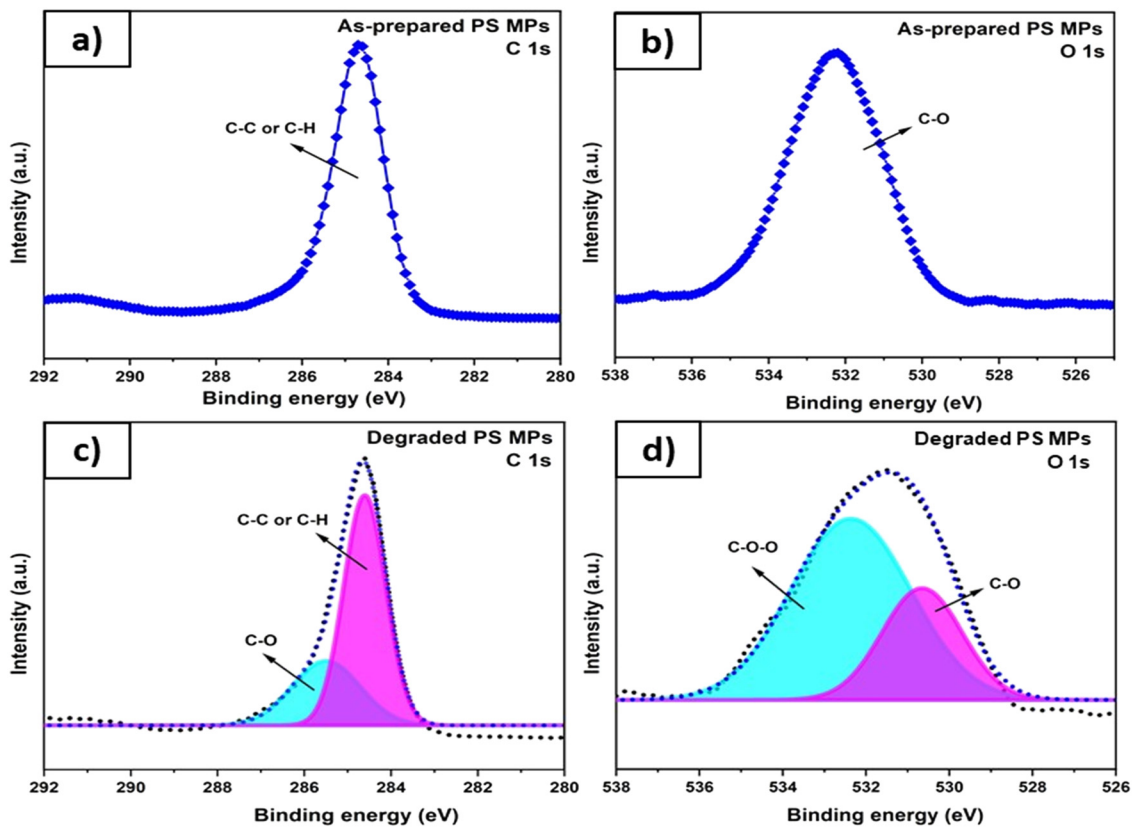 a)
As-prepared PS MPs
C 1s
C-C or C-H
Intensity (a.u.)
292 290 288 286 284 282 280
Binding energy (eV)
b)
As-prepared PS MPs
O 1s
C-O
Intensity (a.u.)
538 536 534 532 530 528 526
Binding energy (eV)
c)
Degraded PS MPs
C 1s
C-C or C-H
C-O
Intensity (a.u.)
292 290 288 286 284 282 280
Binding energy (eV)
d)
Degraded PS MPs
O 1s
C-O-O
C-O
Intensity (a.u.)
538 536 534 532 530 528 526
Binding energy (eV)